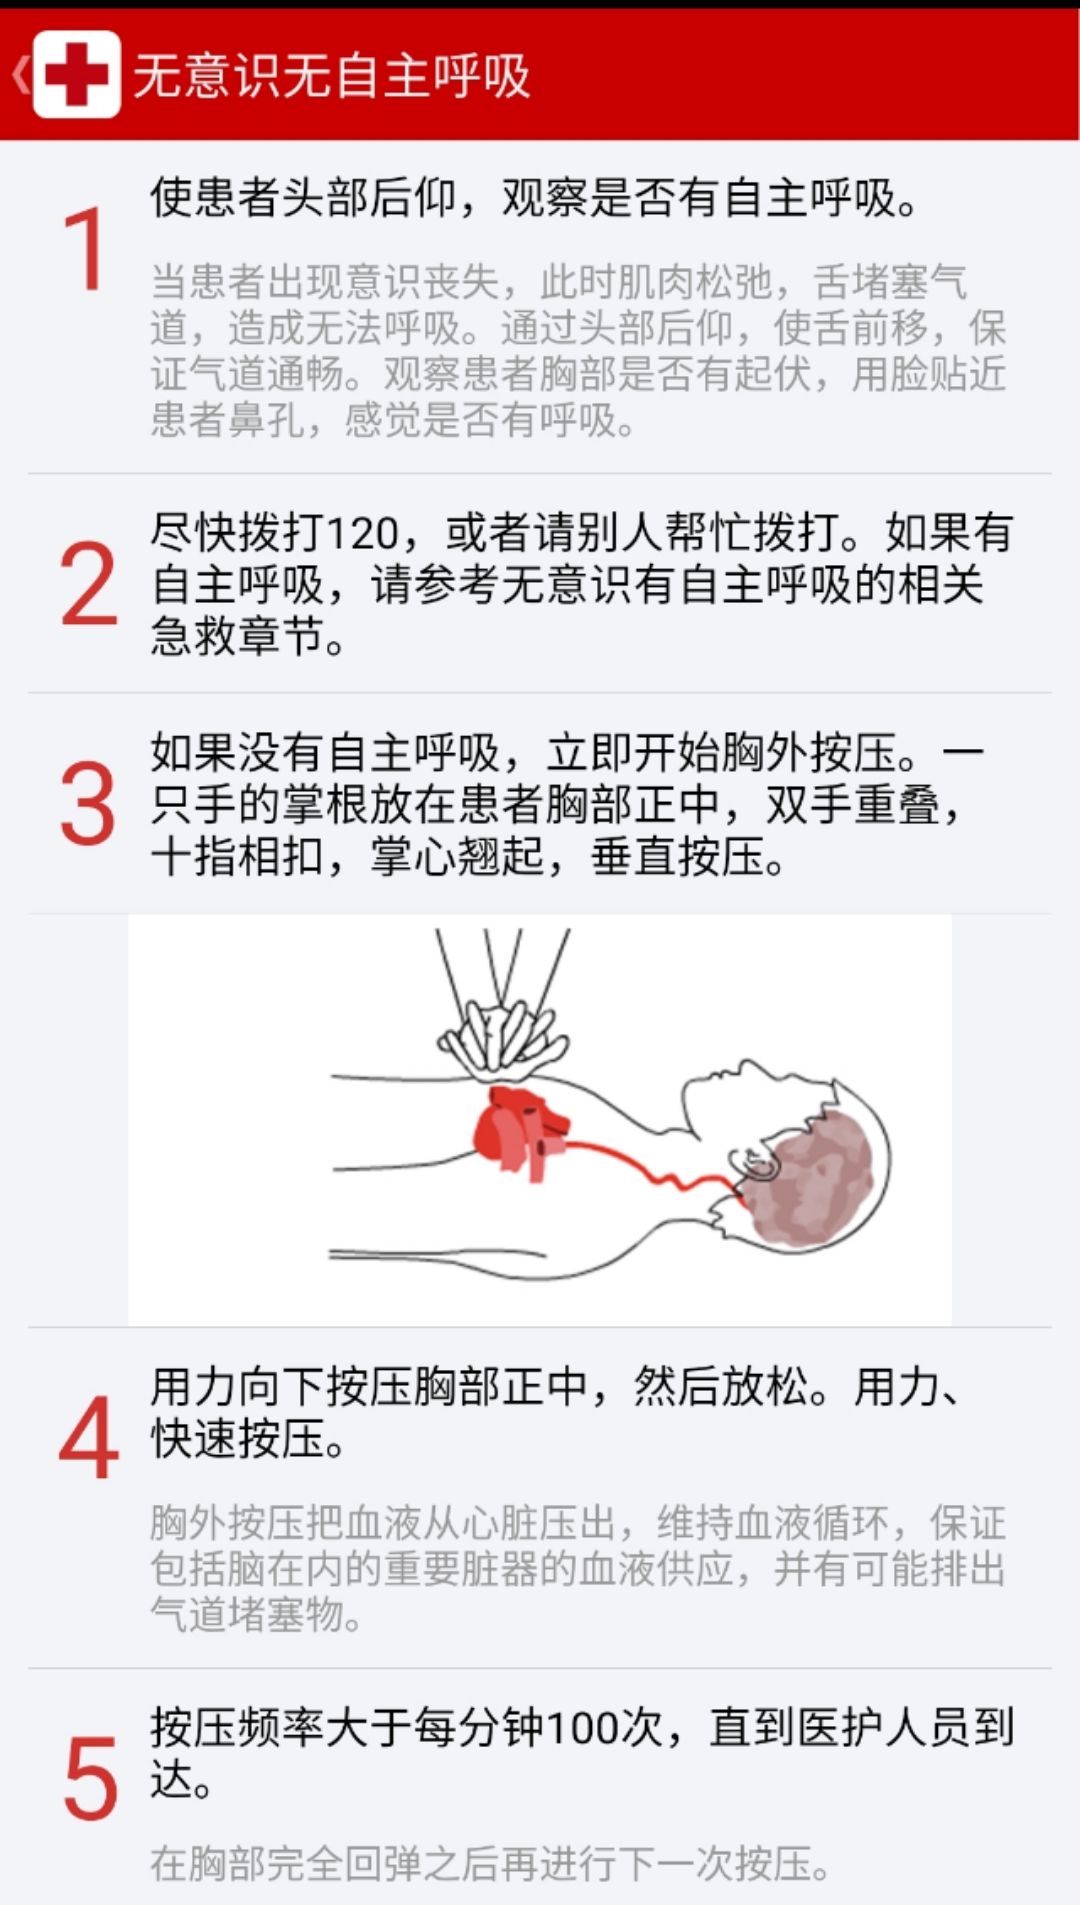 无意识无自主呼吸
1
使患者头部后仰，观察是否有自主呼吸。
当患者出现意识丧失，此时肌肉松弛，舌堵塞气
道，造成无法呼吸。通过头部后仰，使舌前移，保
证气道通畅。观察患者胸部是否有起伏，用脸贴近
患者鼻孔，感觉是否有呼吸。
2
尽快拨打120，或者请别人帮忙拨打。如果有
自主呼吸，请参考无意识有自主呼吸的相关
急救章节。
3
如果没有自主呼吸，立即开始胸外按压。一
只手的掌根放在患者胸部正中，双手重叠，
十指相扣，掌心翘起，垂直按压。
4
用力向下按压胸部正中，然后放松。用力、
快速按压。
胸外按压把血液从心脏压出，维持血液循环，保证
包括脑在内的重要脏器的血液供应，并有可能排出
气道堵塞物。
5
按压频率大于每分钟100次，直到医护人员到
达。
在胸部完全回弹之后再进行下一次按压。